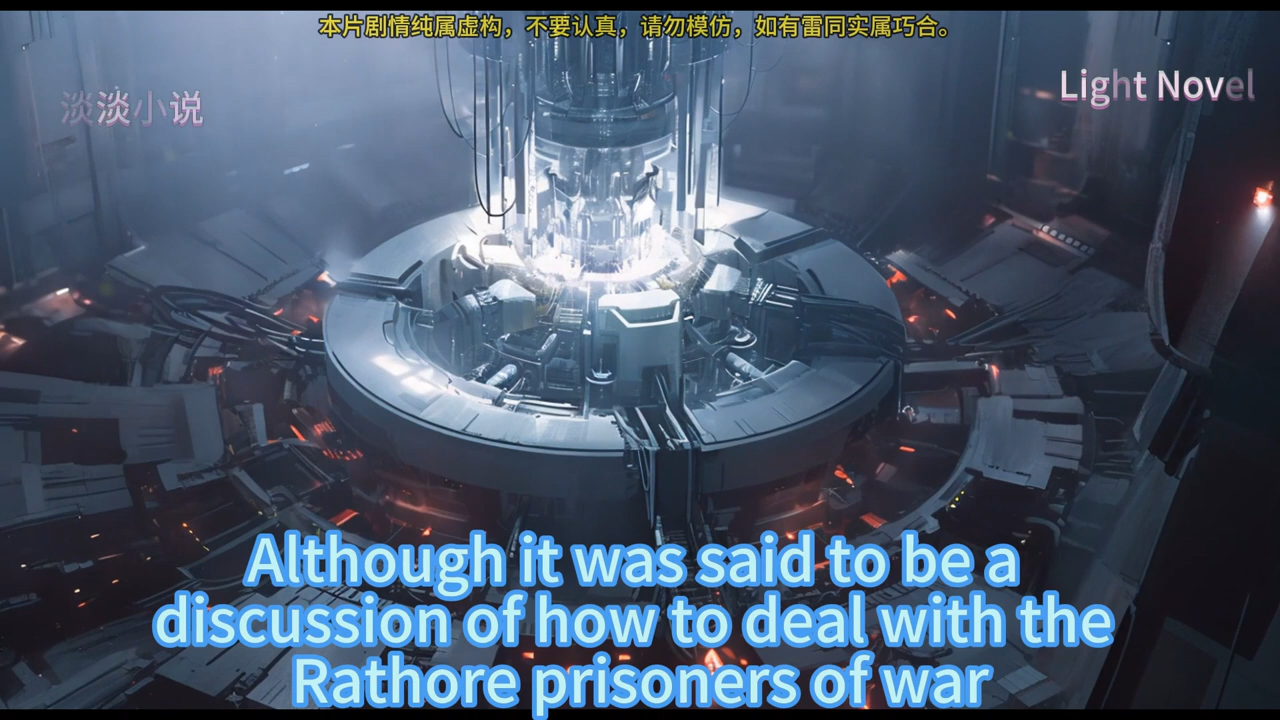 本片剧情纯属虚构，不要认真，请勿模仿，如有雷同实属巧合。
淡淡小说
Light Novel
Although it was said to be a
discussion of how to deal with the
Rathore prisoners of war